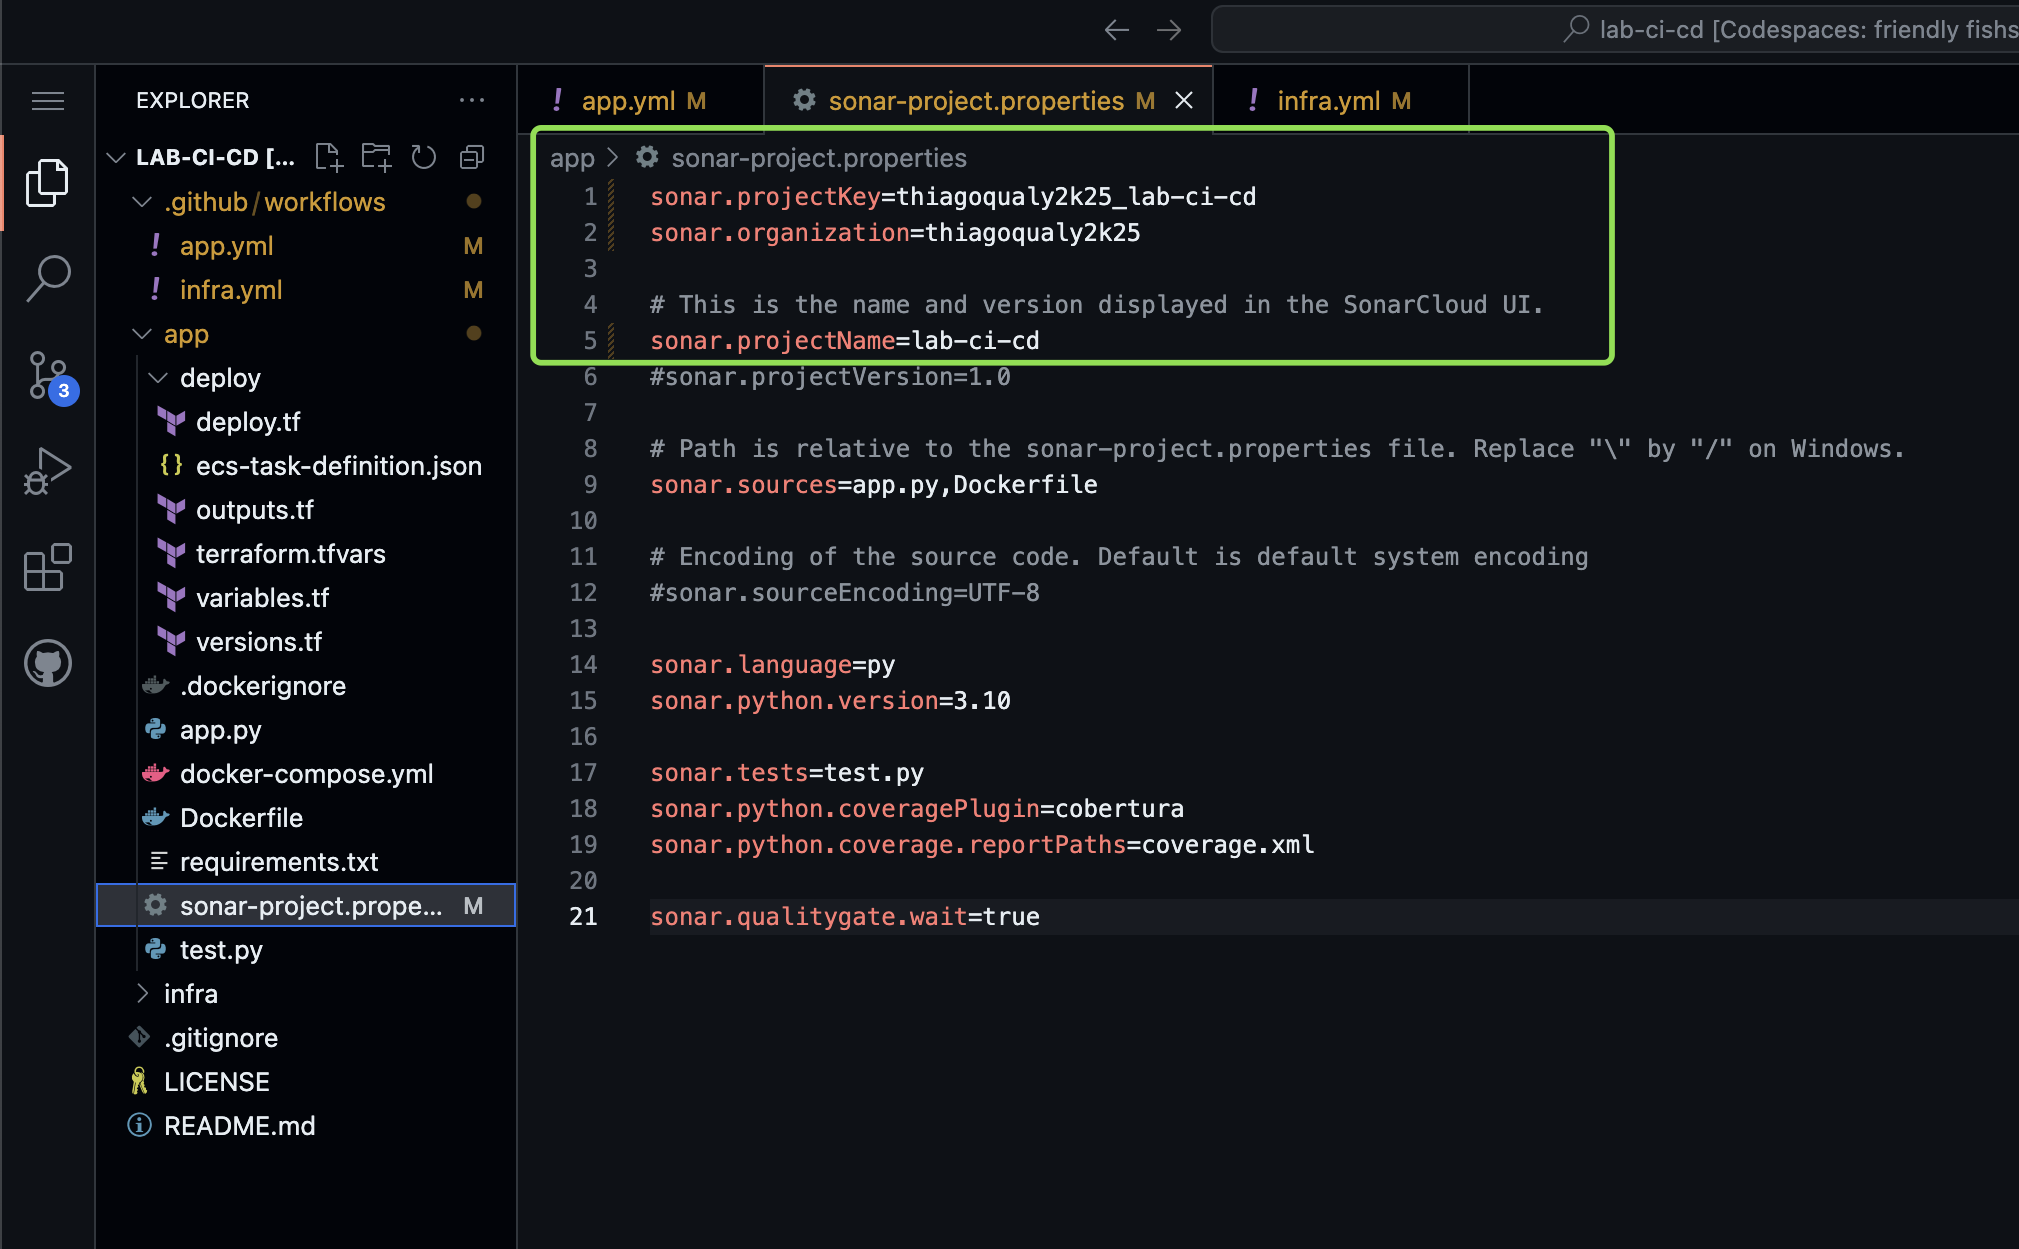 lab-ci-cd [Codespaces: friendly fishs
EXPLORER
LAB-CI-CD [...
.github/workflows
app.yml M
infra.yml M
app
deploy
deploy.tf
ecs-task-definition.json
outputs.tf
terraform.tfvars
variables.tf
versions.tf
.dockerignore
app.py
docker-compose.yml
Dockerfile
requirements.txt
sonar-project.prope... M
test.py
infra
.gitignore
LICENSE
README.md
3
app.yml M
sonar-project.properties M
infra.yml M
app > sonar-project.properties
1 sonar.projectKey=thiagoqualy2k25_lab-ci-cd
2 sonar.organization=thiagoqualy2k25
3
4 # This is the name and version displayed in the SonarCloud UI.
5 sonar.projectName=lab-ci-cd
6 #sonar.projectVersion=1.0
7
8 # Path is relative to the sonar-project.properties file. Replace "\" by "/" on Windows.
9 sonar.sources=app.py,Dockerfile
10
11 # Encoding of the source code. Default is default system encoding
12 #sonar.sourceEncoding=UTF-8
13
14 sonar.language=py
15 sonar.python.version=3.10
16
17 sonar.tests=test.py
18 sonar.python.coveragePlugin=cobertura
19 sonar.python.coverage.reportPaths=coverage.xml
20
21 sonar.qualitygate.wait=true